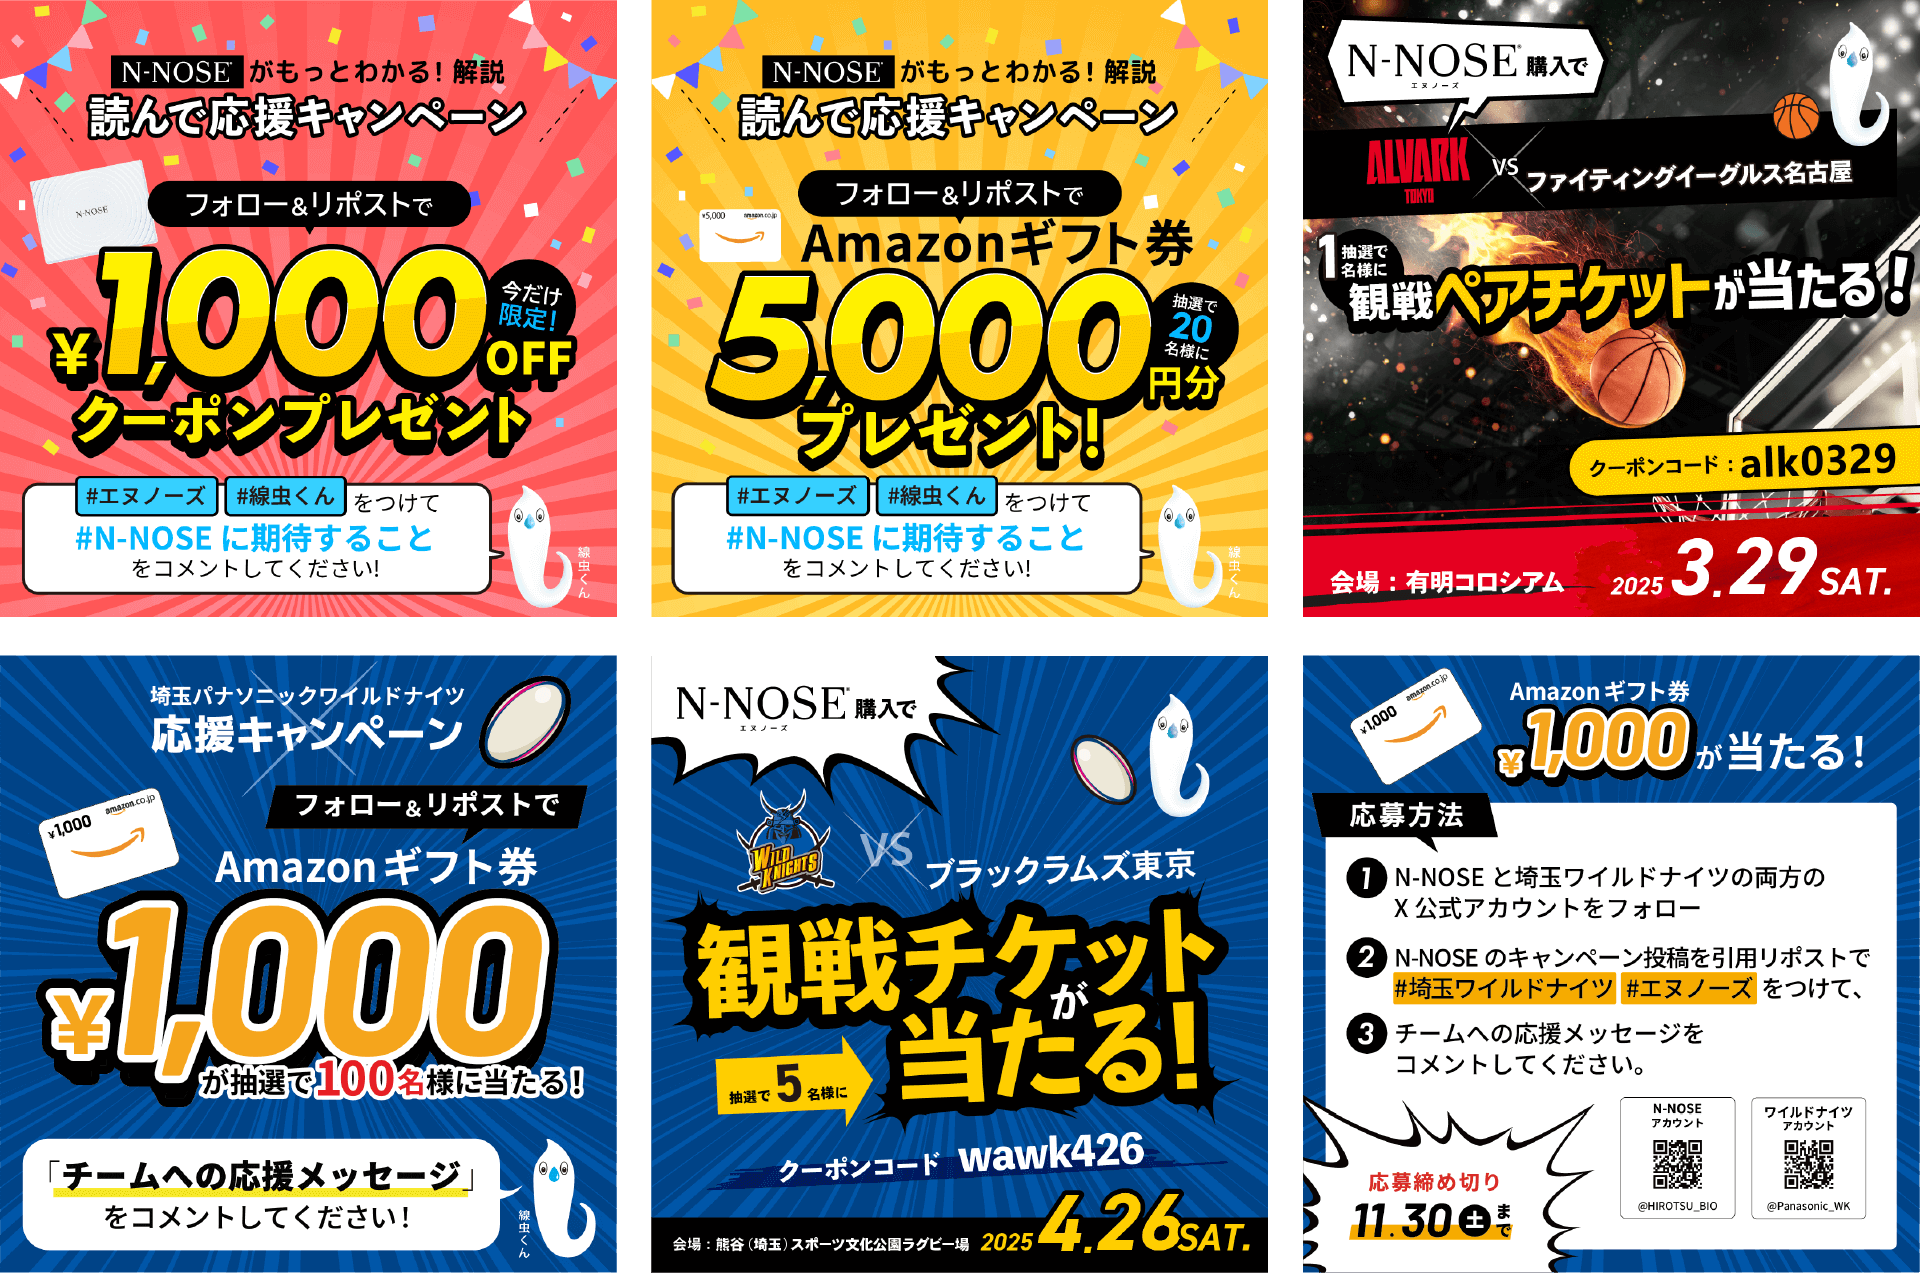 N-NOSE がもっとわかる！解説
読んで応援キャンペーン
N-NOSE
フォロー&リポストで
¥1,000OFF
今だけ
限定!
クーポンプレゼント
#エヌノーズ #線虫くん をつけて
#N-NOSE に期待すること
をコメントしてください!
線虫くん
N-NOSE がもっとわかる！解説
読んで応援キャンペーン
フォロー&リポストで
¥5,000 amazon.co.jp
Amazonギフト券
5,000円分
抽選で
20
名様に
プレゼント!
#エヌノーズ #線虫くん をつけて
#N-NOSE に期待すること
をコメントしてください!
線虫くん
N-NOSE 購入で
エヌノーズ
ALVARK
TOKYO
VS ファイティングイーグルス名古屋
抽選で
1名様に
観戦ペアチケットが当たる！
クーポンコード：alk0329
会場：有明コロシアム 2025 3.29 SAT.
埼玉パナソニックワイルドナイツ
応援キャンペーン
フォロー&リポストで
¥1,000 amazon.co.jp
Amazonギフト券
¥1,000
が抽選で100名様に当たる！
「チームへの応援メッセージ」
をコメントしてください！
線虫くん
N-NOSE 購入で
エヌノーズ
WILD
KNIGHTS
VS ブラックラムズ東京
観戦チケットが
当たる！
抽選で5名様に
クーポンコード wawk426
会場：熊谷（埼玉）スポーツ文化公園ラグビー場 2025 4.26 SAT.
¥1,000 amazon.co.jp
Amazonギフト券
¥1,000が当たる！
応募方法
1 N-NOSE と埼玉ワイルドナイツの両方の
X 公式アカウントをフォロー
2 N-NOSE のキャンペーン投稿を引用リポストで
#埼玉ワイルドナイツ #エヌノーズ をつけて、
3 チームへの応援メッセージを
コメントしてください。
応募締め切り
11.30土まで
N-NOSE
アカウント
@HIROTSU_BIO
ワイルドナイツ
アカウント
@Panasonic_WK